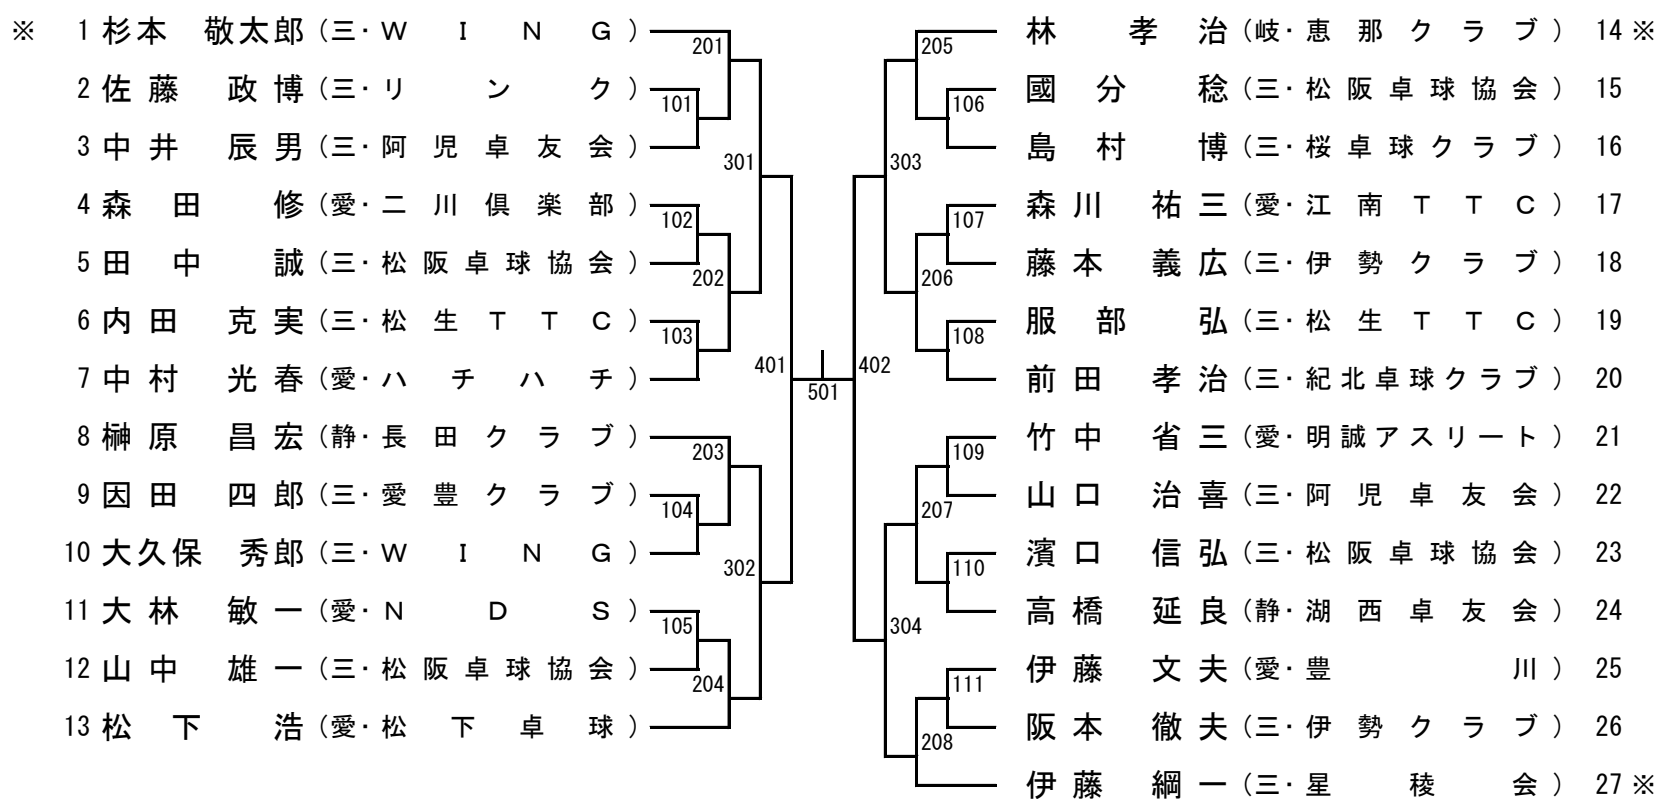 ※ 1 杉本 敬太郎 (三・WING)
201
2 佐藤 政博 (三・リンク)
101
3 中井 辰男 (三・阿児卓友会)
301
4 森田 修 (愛・二川倶楽部)
102
5 田中 誠 (三・松阪卓球協会)
202
6 内田 克実 (三・松生TTC)
103
7 中村 光春 (愛・ハチハチ)
401
8 榊原 昌宏 (静・長田クラブ)
203
9 因田 四郎 (三・愛豊クラブ)
104
10 大久保 秀郎 (三・WING)
302
11 大林 敏一 (愛・NDS)
105
12 山中 雄一 (三・松阪卓球協会)
204
13 松下 浩 (愛・松下卓球)
501
林 孝治 (岐・恵那クラブ) 14 ※
205
國分 稔 (三・松阪卓球協会) 15
106
島村 博 (三・桜卓球クラブ) 16
303
森川 祐三 (愛・江南TTC) 17
107
藤本 義広 (三・伊勢クラブ) 18
206
服部 弘 (三・松生TTC) 19
108
前田 孝治 (三・紀北卓球クラブ) 20
402
竹中 省三 (愛・明誠アスリート) 21
109
山口 治喜 (三・阿児卓友会) 22
207
濱口 信弘 (三・松阪卓球協会) 23
110
高橋 延良 (静・湖西卓友会) 24
304
伊藤 文夫 (愛・豊川) 25
111
阪本 徹夫 (三・伊勢クラブ) 26
208
伊藤 綱一 (三・星稜会) 27 ※